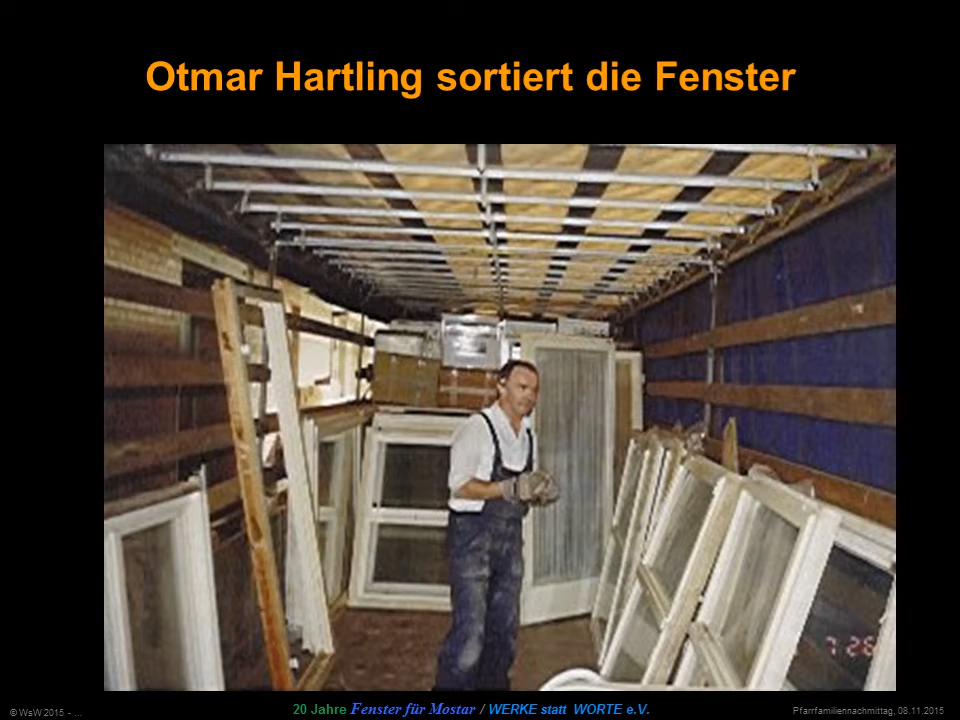 Otmar Hartling sortiert die Fenster
7 26
© WsW 2015 - ...
20 Jahre Fenster für Mostar / WERKE statt WORTE e.V.
Pfarrfamiliennachmittag, 08.11.2015